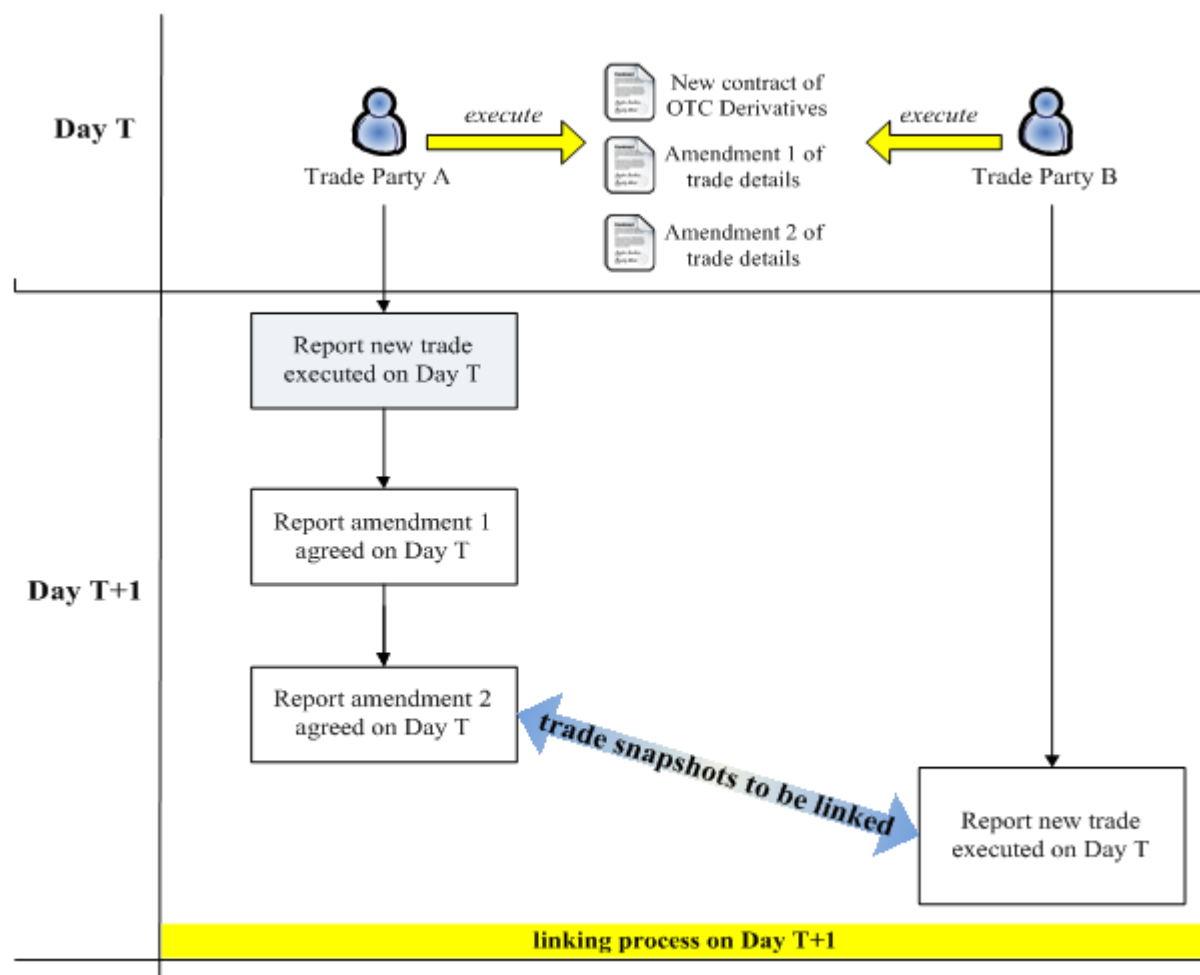 Day T
execute
Trade Party A
New contract of
OTC Derivatives
Amendment 1 of
trade details
Amendment 2 of
trade details
execute
Trade Party B
Day T+1
Report new trade
executed on Day T
Report amendment 1
agreed on Day T
Report amendment 2
agreed on Day T
trade snapshots to be linked
Report new trade
executed on Day T
linking process on Day T+1